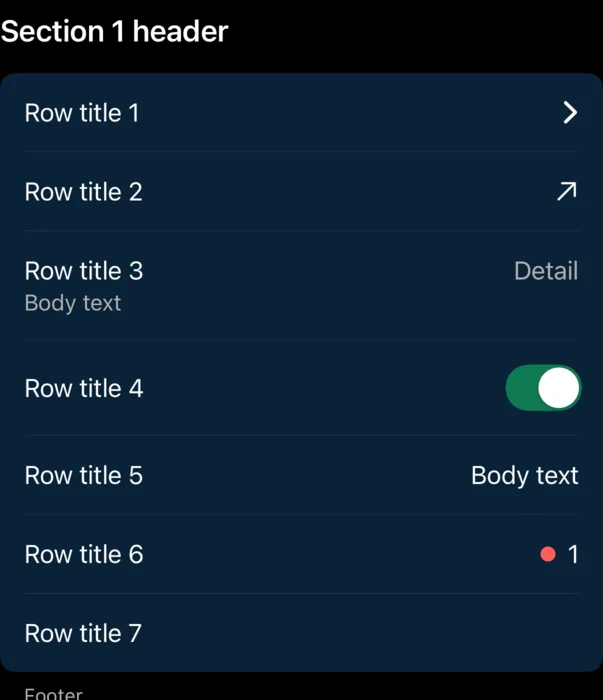 Section 1 header
Row title 1
Row title 2
Row title 3
Detail
Body text
Row title 4
Row title 5
Body text
Row title 6
1
Row title 7
Footer